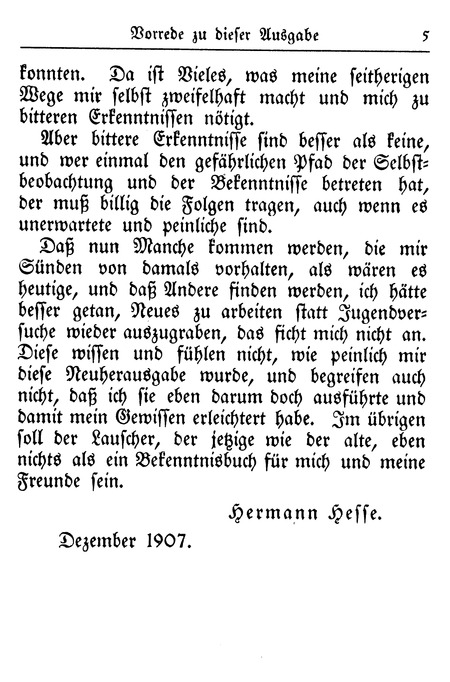 Vorrede zu dieser Ausgabe 5
konnten. Da ist Vieles, was meine seitherigen
Wege mir selbst zweifelhaft macht und mich zu
bitteren Erkenntnissen nötigt.
Aber bittere Erkenntnisse sind besser als keine,
und wer einmal den gefährlichen Pfad der Selbst-
beobachtung und der Bekenntnisse betreten hat,
der muß billig die Folgen tragen, auch wenn es
unerwartete und peinliche sind.
Daß nun Manche kommen werden, die mir
Sünden von damals vorhalten, als wären es
heutige, und daß Andere finden werden, ich hätte
besser getan, Neues zu arbeiten statt Jugendver-
suche wieder auszugraben, das ficht mich nicht an.
Diese wissen und fühlen nicht, wie peinlich mir
diese Neuherausgabe wurde, und begreifen auch
nicht, daß ich sie eben darum doch ausführte und
damit mein Gewissen erleichtert habe. Im übrigen
soll der Lauscher, der jetzige wie der alte, eben
nichts als ein Bekenntnisbuch für mich und meine
Freunde sein.
Hermann Hesse.
Dezember 1907.